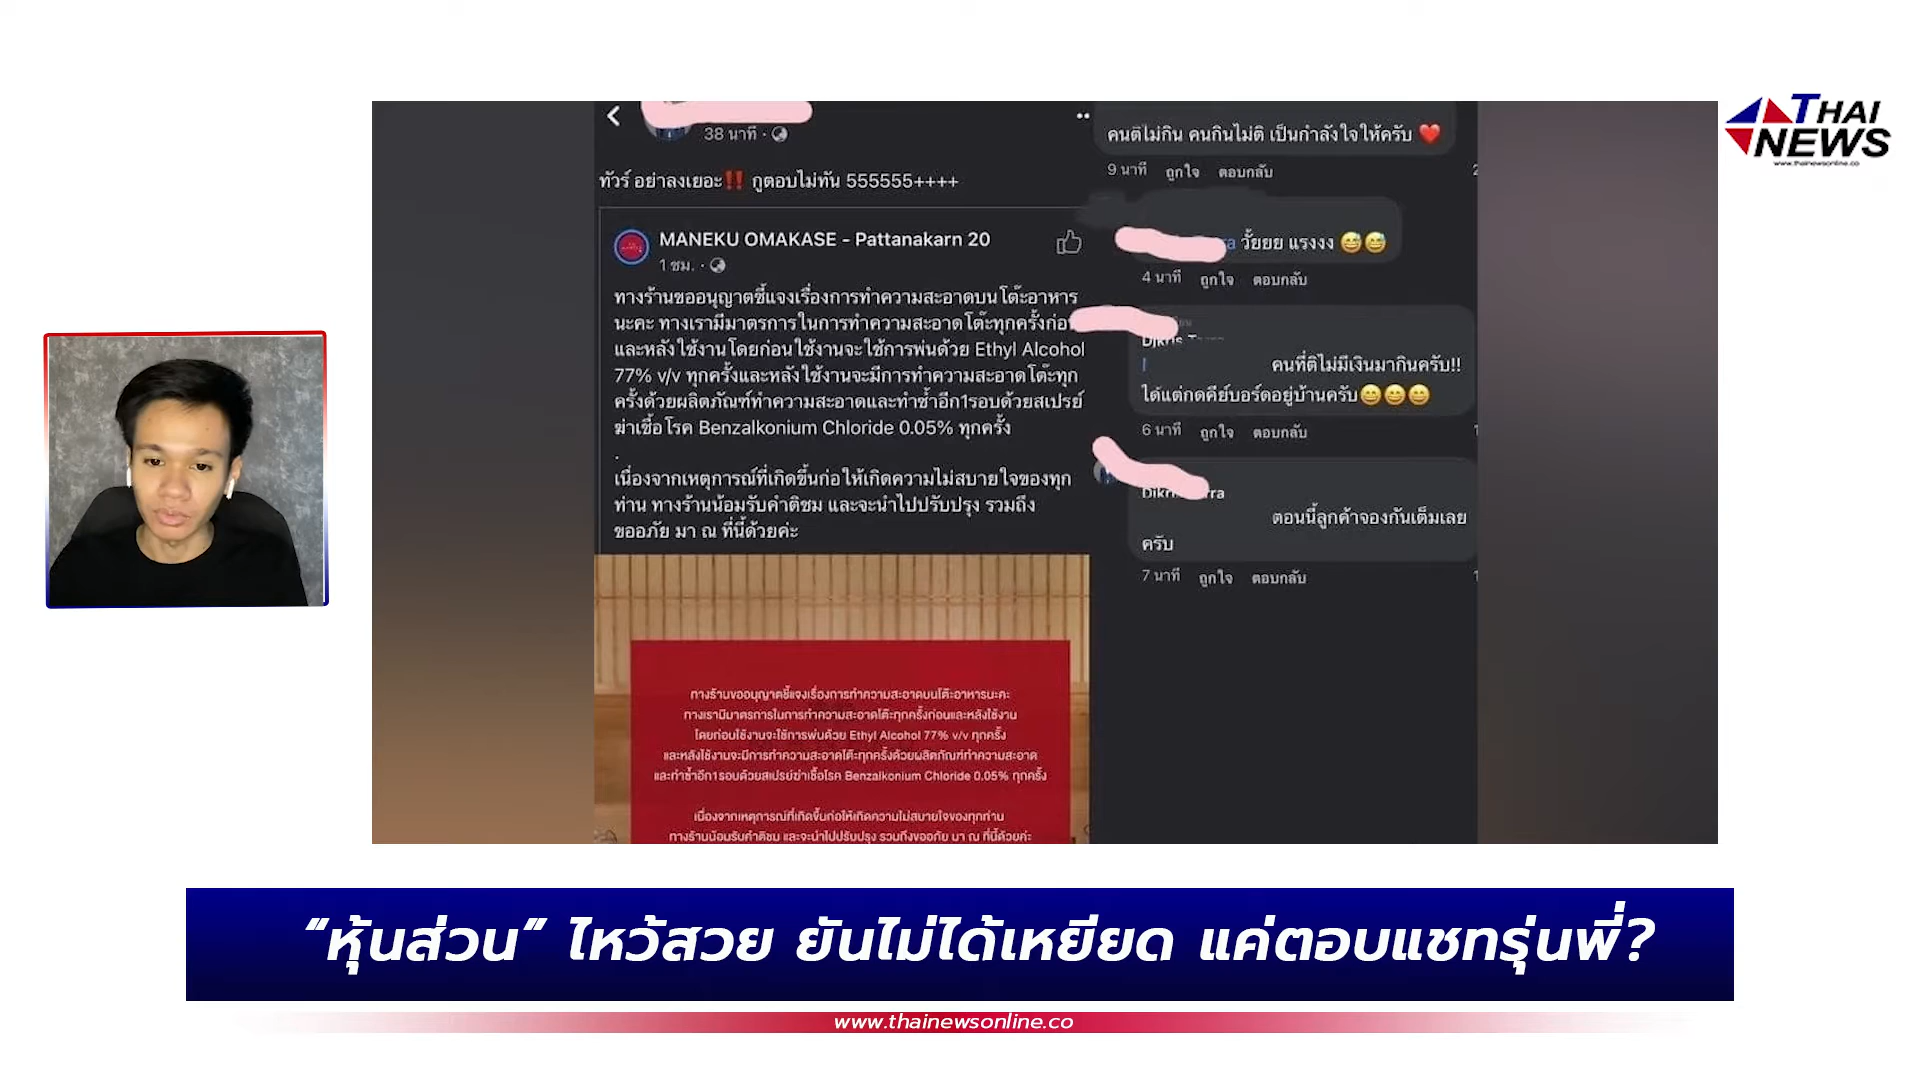 THAI
NEWS
www.thainewsonline.co
38 นาที ·
ทัวร์ อย่าลงเยอะ‼️ กูตอบไม่ทัน 555555++++
MANEKU OMAKASE - Pattanakarn 20
1 ชม. ·
ทางร้านขออนุญาตชี้แจงเรื่องการทำความสะอาดบนโต๊ะอาหาร
นะคะ ทางเรามีมาตรการในการทำความสะอาดโต๊ะทุกครั้งก่อน
และหลังใช้งานโดยก่อนใช้งานจะใช้การพ่นด้วย Ethyl Alcohol
77% v/v ทุกครั้งและหลังใช้งานจะมีการทำความสะอาดโต๊ะทุก
ครั้งด้วยผลิตภัณฑ์ทำความสะอาดและทำซ้ำอีก1รอบด้วยสเปรย์
ฆ่าเชื้อโรค Benzalkonium Chloride 0.05% ทุกครั้ง
.
เนื่องจากเหตุการณ์ที่เกิดขึ้นก่อให้เกิดความไม่สบายใจของทุก
ท่าน ทางร้านน้อมรับคำติชม และจะนำไปปรับปรุง รวมถึง
ขออภัย มา ณ ที่นี้ด้วยค่ะ
ทางร้านขออนุญาตชี้แจงเรื่องการทำความสะอาดบนโต๊ะอาหารนะคะ
ทางเรามีมาตรการในการทำความสะอาดโต๊ะทุกครั้งก่อนและหลังใช้งาน
โดยก่อนใช้งานจะใช้การพ่นด้วย Ethyl Alcohol 77% v/v ทุกครั้ง
และหลังใช้งานจะมีการทำความสะอาดโต๊ะทุกครั้งด้วยผลิตภัณฑ์ทำความสะอาด
และทำซ้ำอีก1รอบด้วยสเปรย์ฆ่าเชื้อโรค Benzalkonium Chloride 0.05% ทุกครั้ง
เนื่องจากเหตุการณ์ที่เกิดขึ้นก่อให้เกิดความไม่สบายใจของทุกท่าน
ทางร้านน้อมรับคำติชม และจะนำไปปรับปรุง รวมถึงขออภัย มา ณ ที่นี้ด้วยค่ะ
คนติไม่กิน คนกินไม่ติ เป็นกำลังใจให้ครับ ❤️
9 นาที ถูกใจ ตอบกลับ
วั้ยยย แรงงง 😅😅
4 นาที ถูกใจ ตอบกลับ
คนที่ติไม่มีเงินมากินครับ!!
ได้แต่กดคีย์บอร์ดอยู่บ้านครับ😄😄😄
6 นาที ถูกใจ ตอบกลับ
ตอนนี้ลูกค้าจองกันเต็มเลย
ครับ
7 นาที ถูกใจ ตอบกลับ
“หุ้นส่วน” ไหว้สวย ยันไม่ได้เหยียด แค่ตอบแชทรุ่นพี่?
www.thainewsonline.co